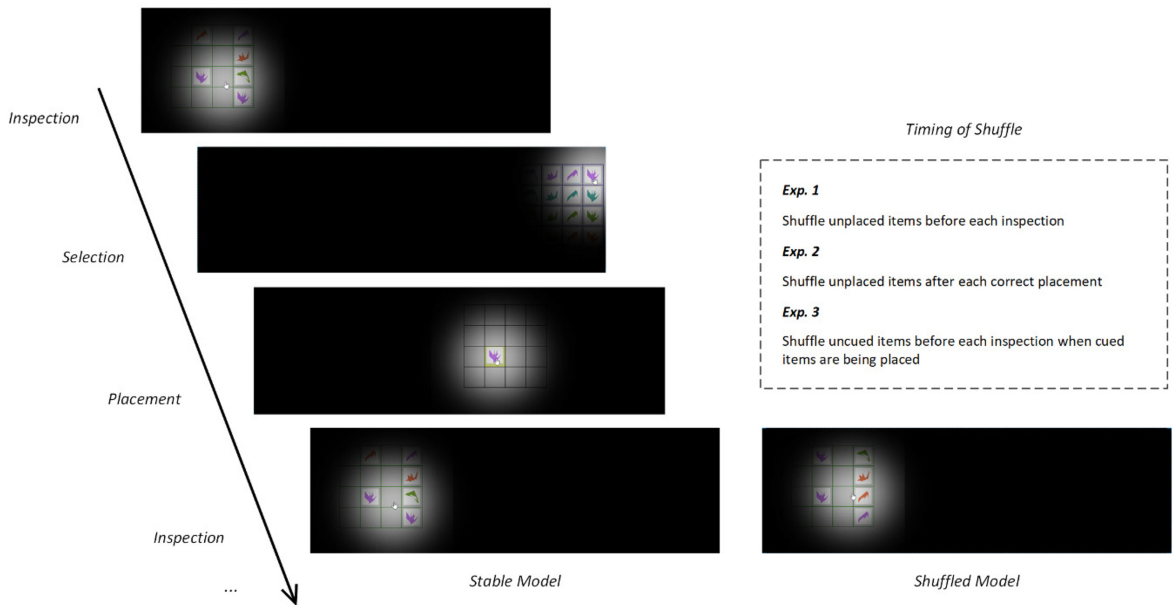 Inspection
Selection
Placement
Inspection
...
Stable Model
Timing of Shuffle
Exp. 1
Shuffle unplaced items before each inspection
Exp. 2
Shuffle unplaced items after each correct placement
Exp. 3
Shuffle uncued items before each inspection when cued
items are being placed
Shuffled Model